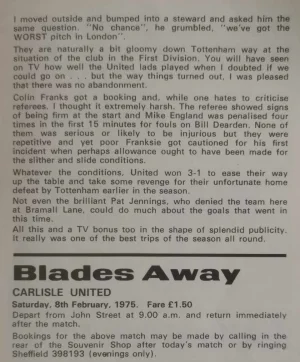 I moved outside and bumped into a steward and asked him the
same question. "No chance", he grumbled, "we've got the
WORST pitch in London".
They are naturally a bit gloomy down Tottenham way at the
situation of the club in the First Division. You will have seen
on TV how well the United lads played when I doubted if we
could go on . . . but the way things turned out, I was pleased
that there was no abandonment.
Colin Franks got a booking and, while one hates to criticise
referees, I thought it extremely harsh. The referee showed signs
of being firm at the start and Mike England was penalised four
times in the first 15 minutes for fouls on Bill Dearden. None of
them was serious or likely to be injurious but they were
repetitive and yet poor Franksie got cautioned for his first
incident when perhaps allowance ought to have been made for
the slither and slide conditions.
Whatever the conditions, United won 3-1 to ease their way
up the table and take some revenge for their unfortunate home
defeat by Tottenham earlier in the season.
Not even the brilliant Pat Jennings, who denied the team here
at Bramall Lane, could do much about the goals that went in
this time.
All this and a TV bonus too in the shape of splendid publicity.
It really was one of the best trips of the season all round.
Blades Away
CARLISLE UNITED
Saturday, 8th February, 1975. Fare £1.50
Depart from John Street at 9.00 a.m. and return immediately
after the match.
Bookings for the above match may be made by calling in the
rear of the Souvenir Shop after today's match or by ringing
Sheffield 398193 (evenings only).